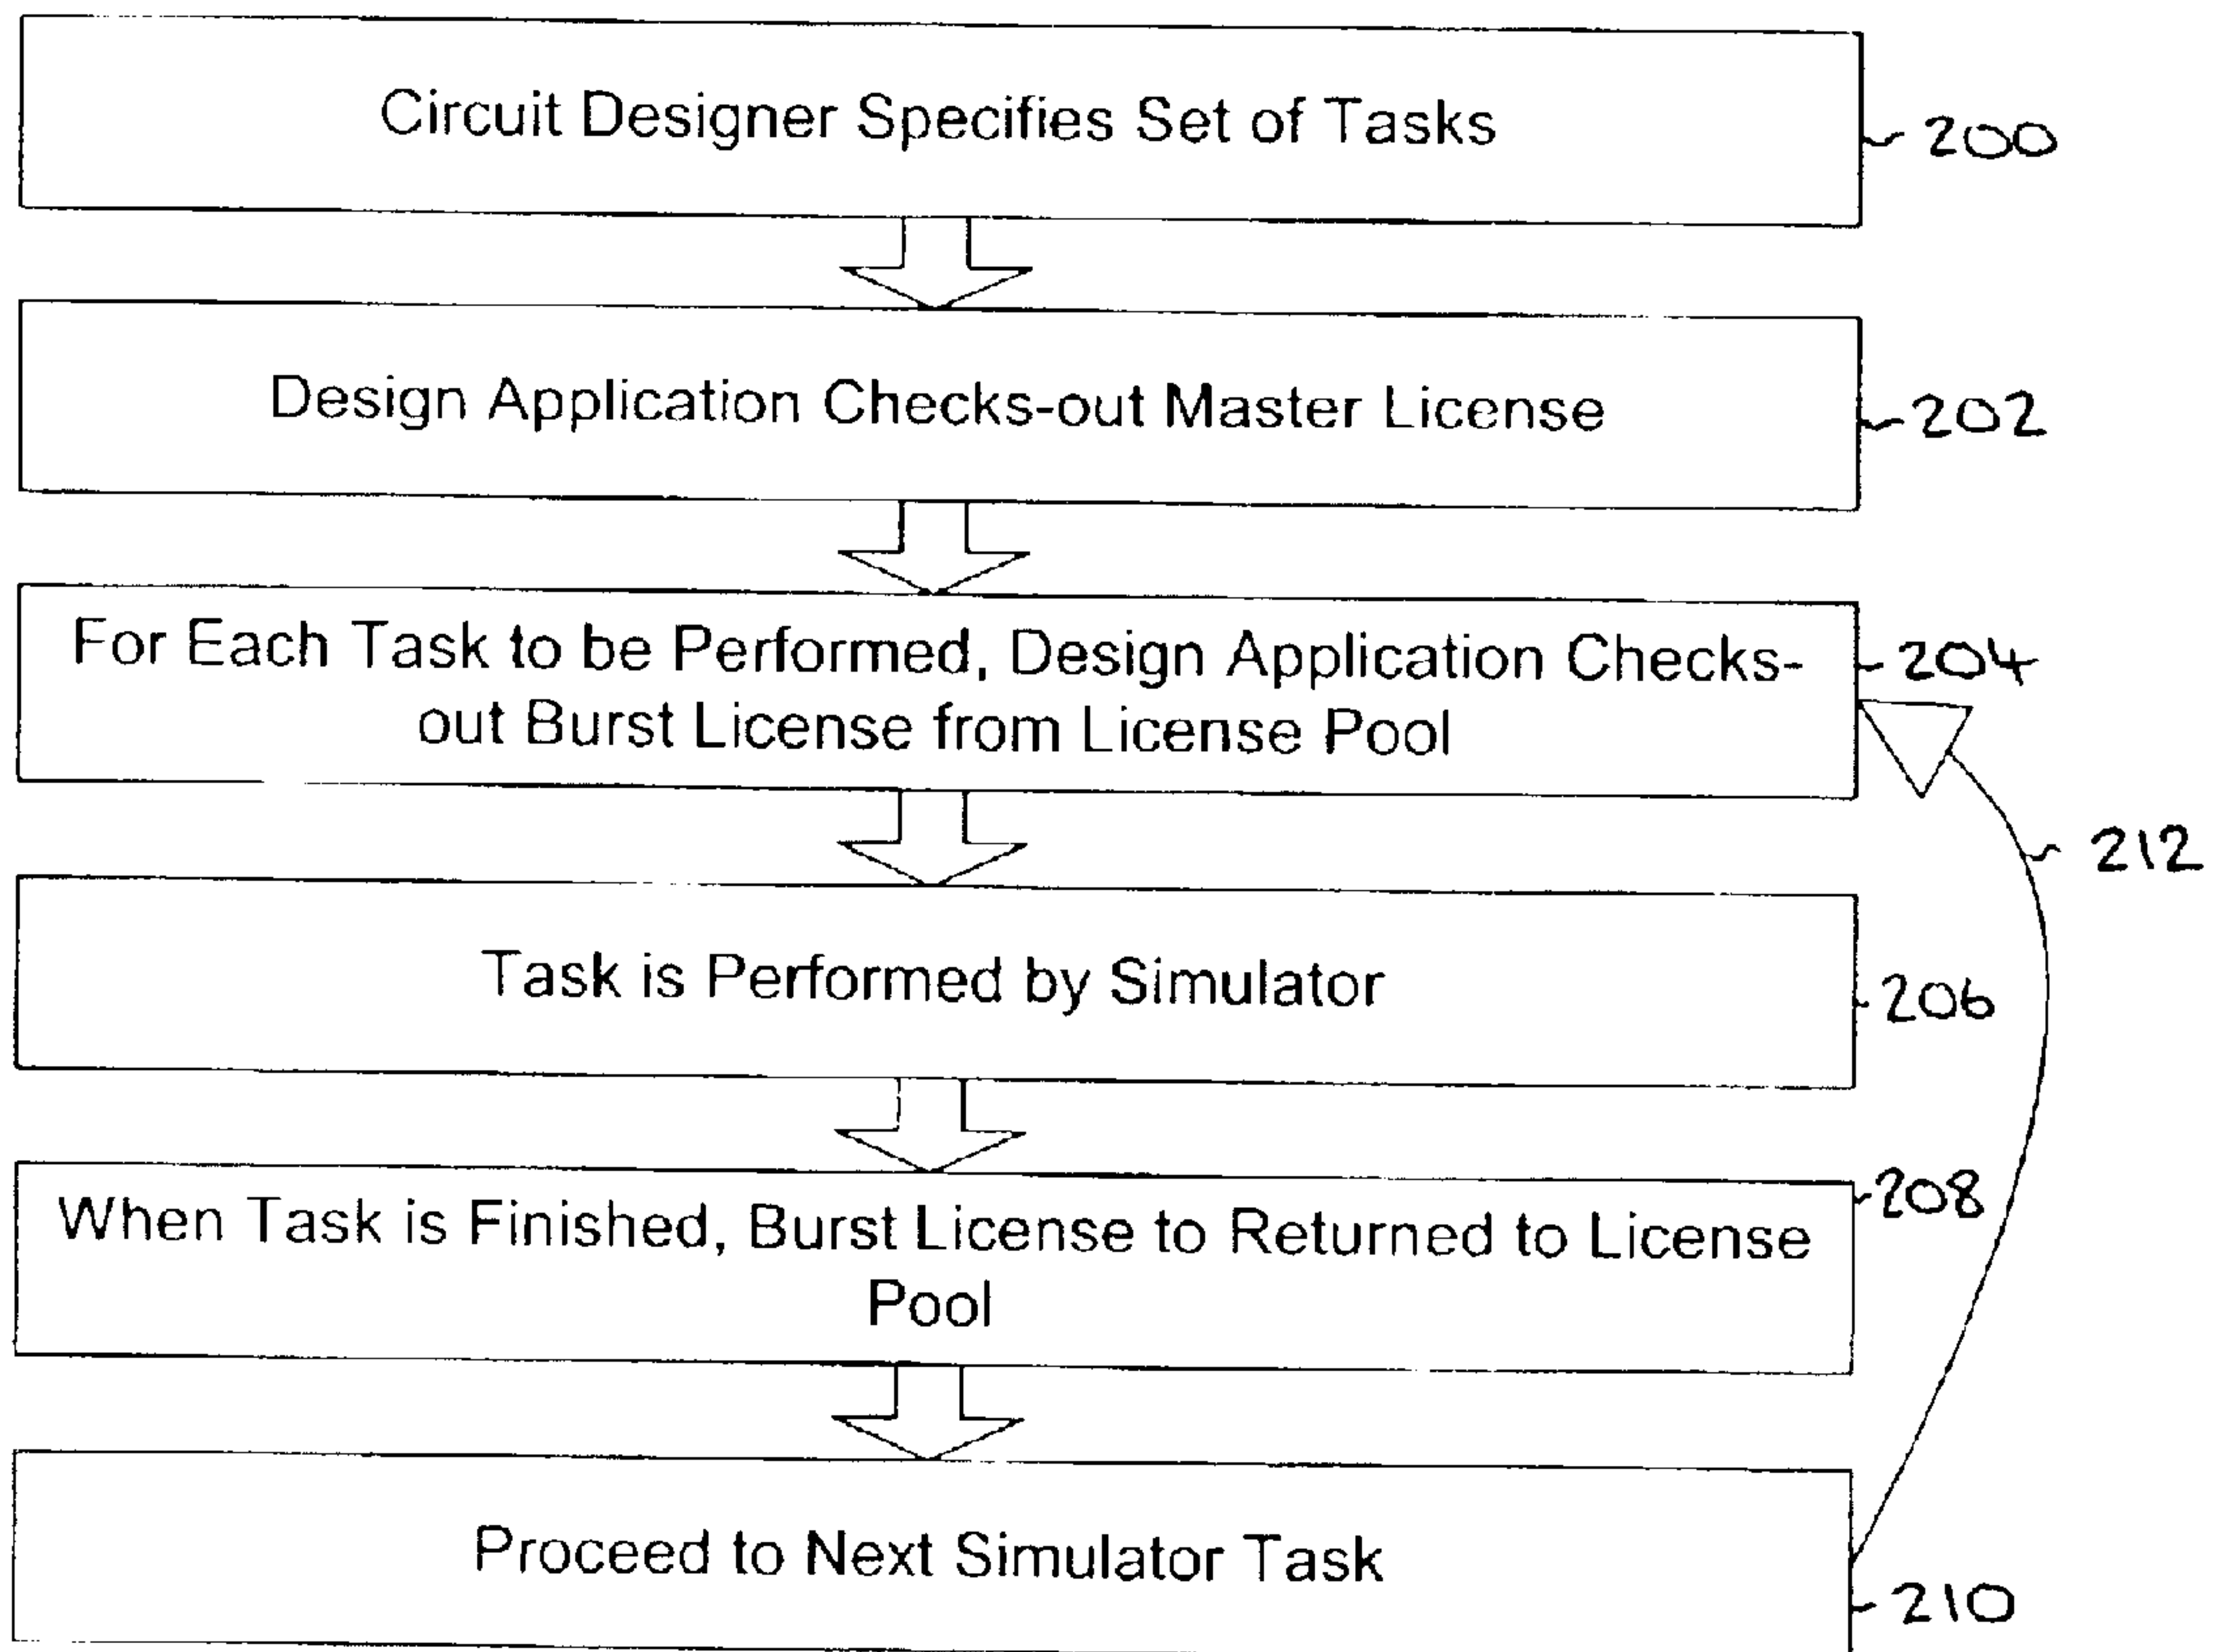 Circuit Designer Specifies Set of Tasks
200
Design Application Checks-out Master License
202
For Each Task to be Performed, Design Application Checks-
out Burst License from License Pool
204
212
Task is Performed by Simulator
206
When Task is Finished, Burst License to Returned to License
Pool
208
Proceed to Next Simulator Task
210